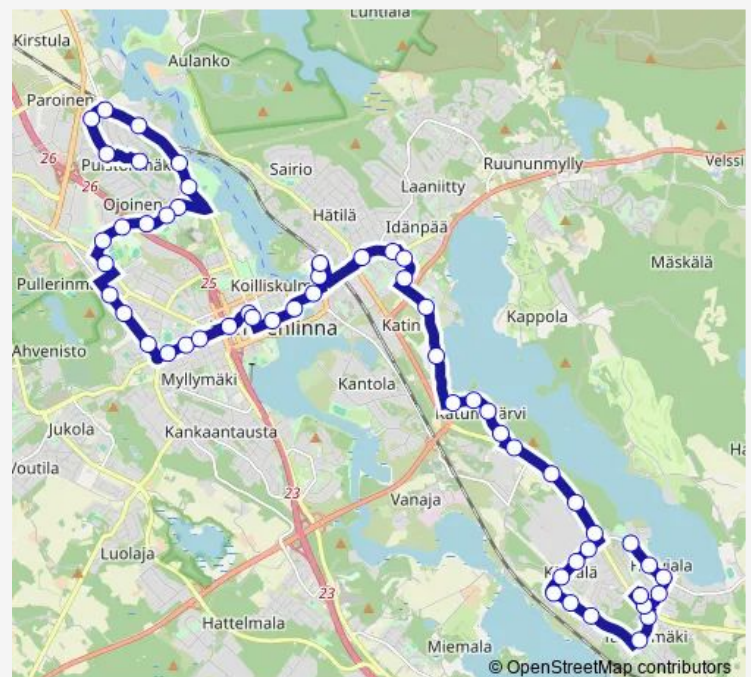 Luhtiala
Kirstula
Aulanko
Paroinen
26
26
Sairio
Ruununmylly
Velssi
Laaniitty
Ojoinen
Hätilä
Idänpää
Mäskälä
25
Koilliskulm
Kappola
Katin
Ahvenisto
Myllymäki
Kantola
Jukola
Kankaantausta
Voutila
23
Vanaja
Luolaja
23
Hattelmala
Miemala
© OpenStreetMap contributors